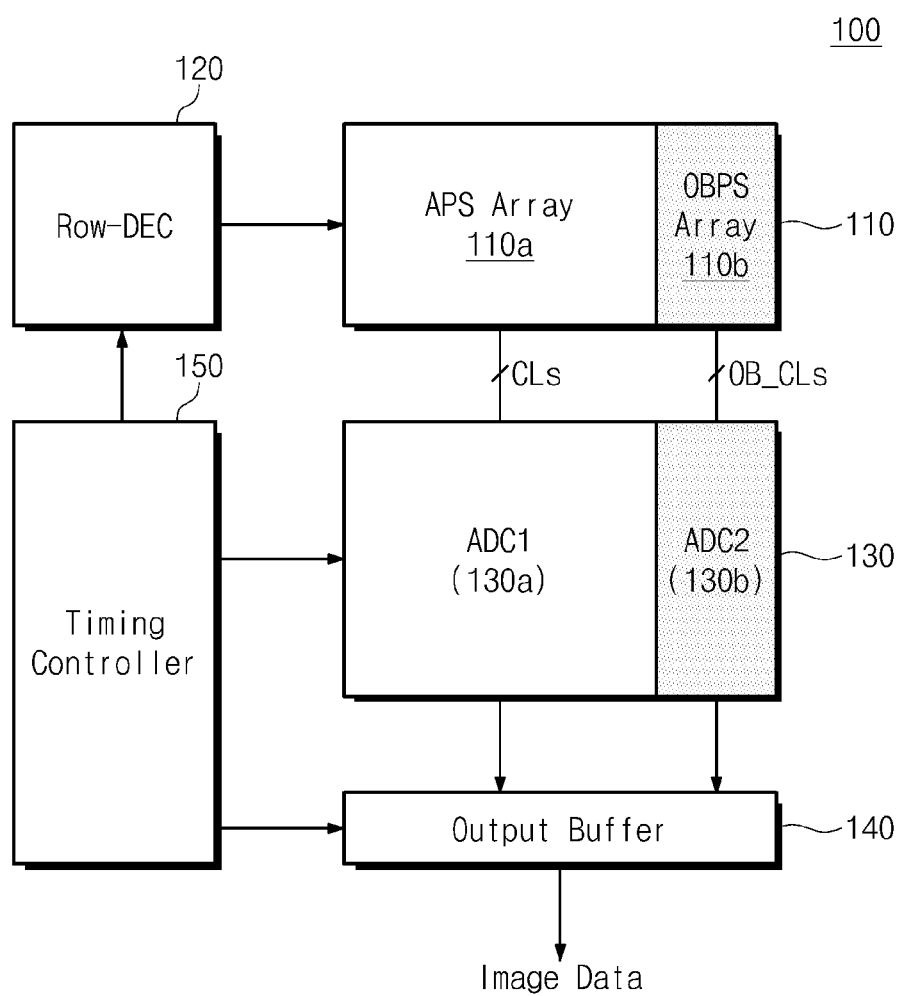 100
120
Row-DEC
APS Array
110a
OBPS
Array
110b
110
CLs
OB_CLs
150
Timing
Controller
ADC1
(130a)
ADC2
(130b)
130
Output Buffer
140
Image Data